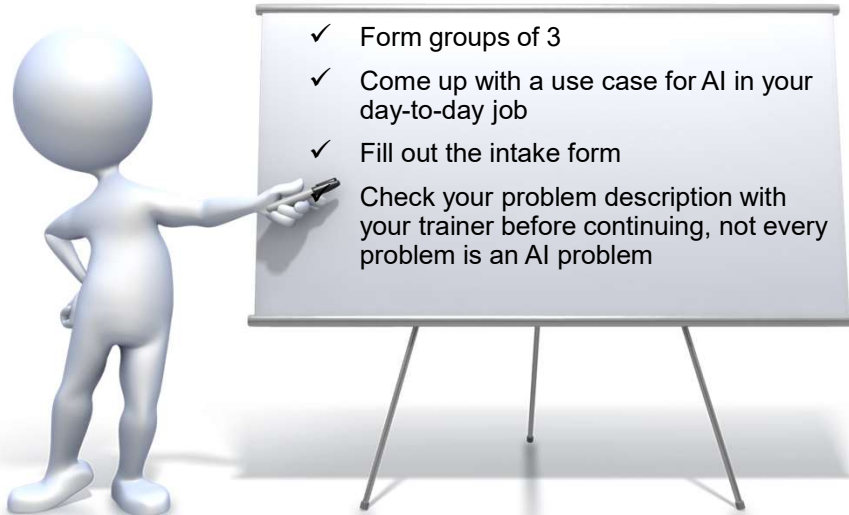 ✓ Form groups of 3
✓ Come up with a use case for AI in your
day-to-day job
✓ Fill out the intake form
Check your problem description with
your trainer before continuing, not every
problem is an AI problem